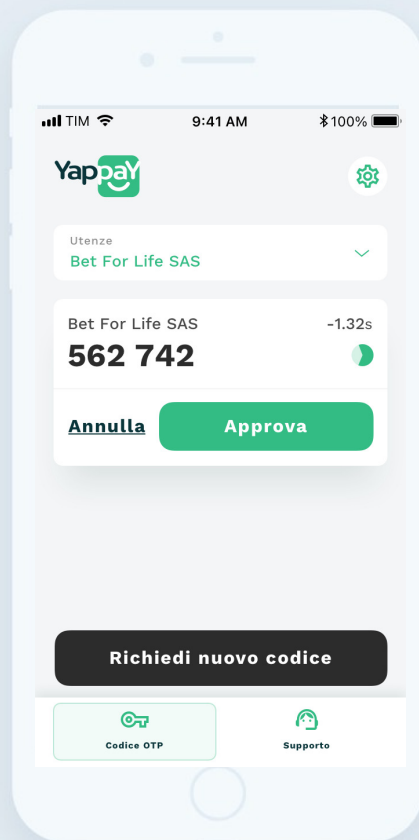 TIM 9:41 AM 100%
Yappay
Utenze
Bet For Life SAS
Bet For Life SAS -1.32s
562 742
Annulla Approva
Richiedi nuovo codice
Codice OTP Supporto